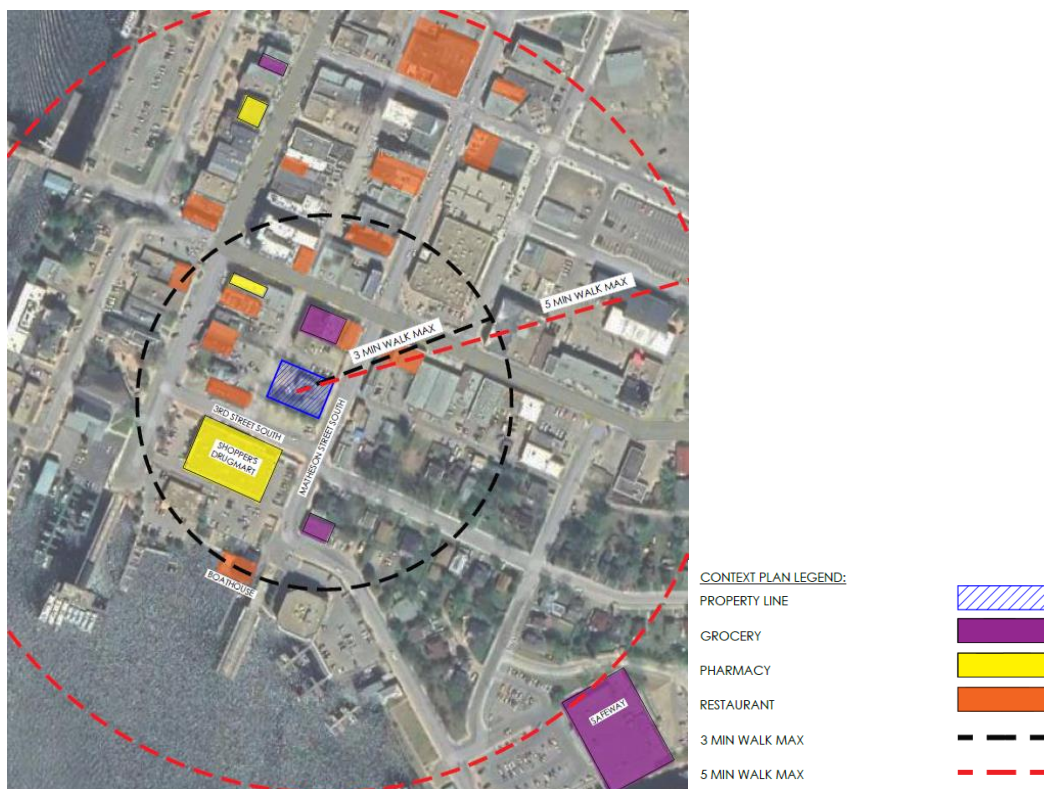 5 MIN WALK MAX
3 MIN WALK MAX
3RD STREET SOUTH
SHOPPER'S
DRUGMART
MATHESON STREET SOUTH
BOATHOUSE
SAFEWAY
CONTEXT PLAN LEGEND:
PROPERTY LINE
GROCERY
PHARMACY
RESTAURANT
3 MIN WALK MAX
5 MIN WALK MAX